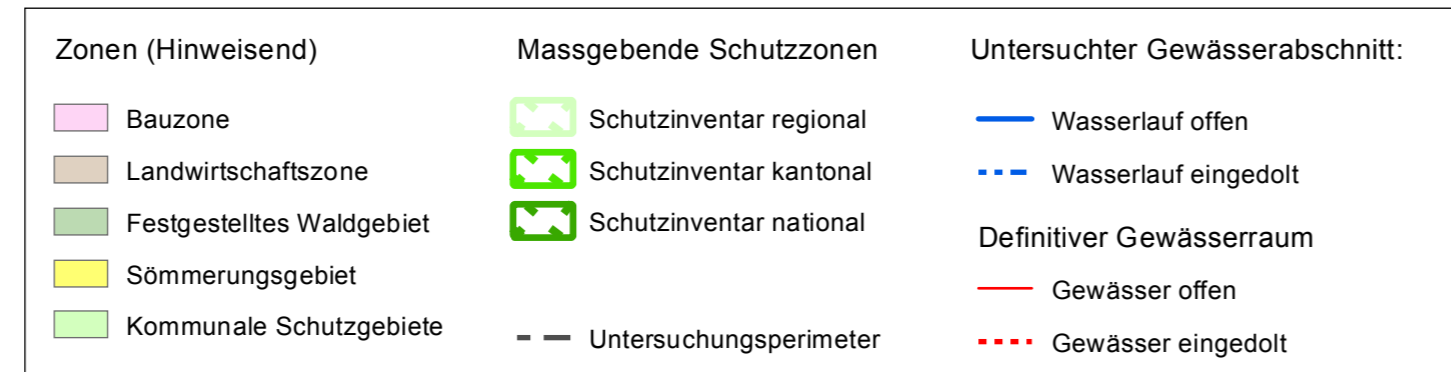 Zonen (Hinweisend)
Bauzone
Landwirtschaftszone
Festgestelltes Waldgebiet
Sömmerungsgebiet
Kommunale Schutzgebiete
Massgebende Schutzzonen
Schutzinventar regional
Schutzinventar kantonal
Schutzinventar national
Untersuchungsperimeter
Untersuchter Gewässerabschnitt:
Wasserlauf offen
Wasserlauf eingedolt
Definitiver Gewässerraum
Gewässer offen
Gewässer eingedolt